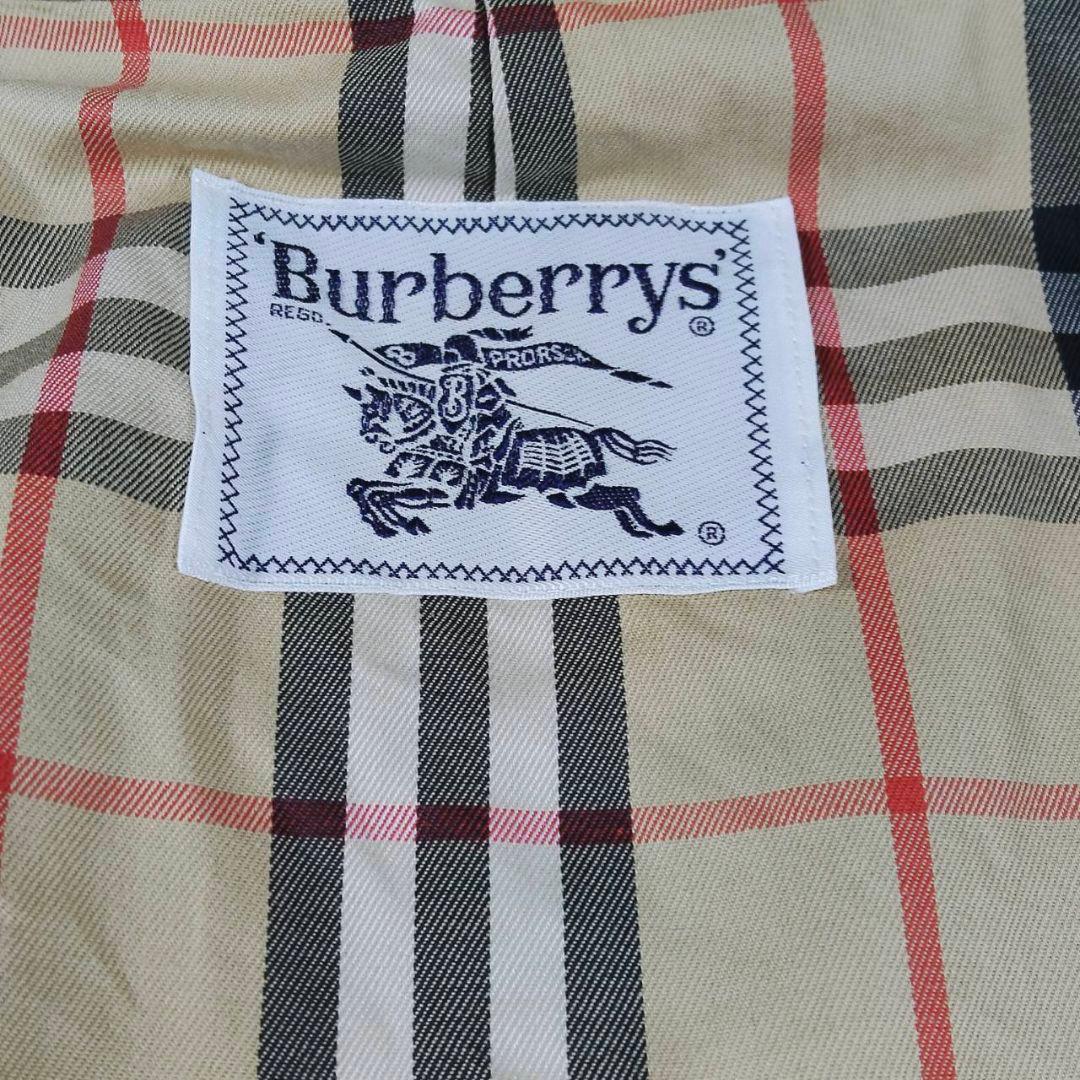 'Burberrys'
REGD. ®
B PRORSUM
B
®